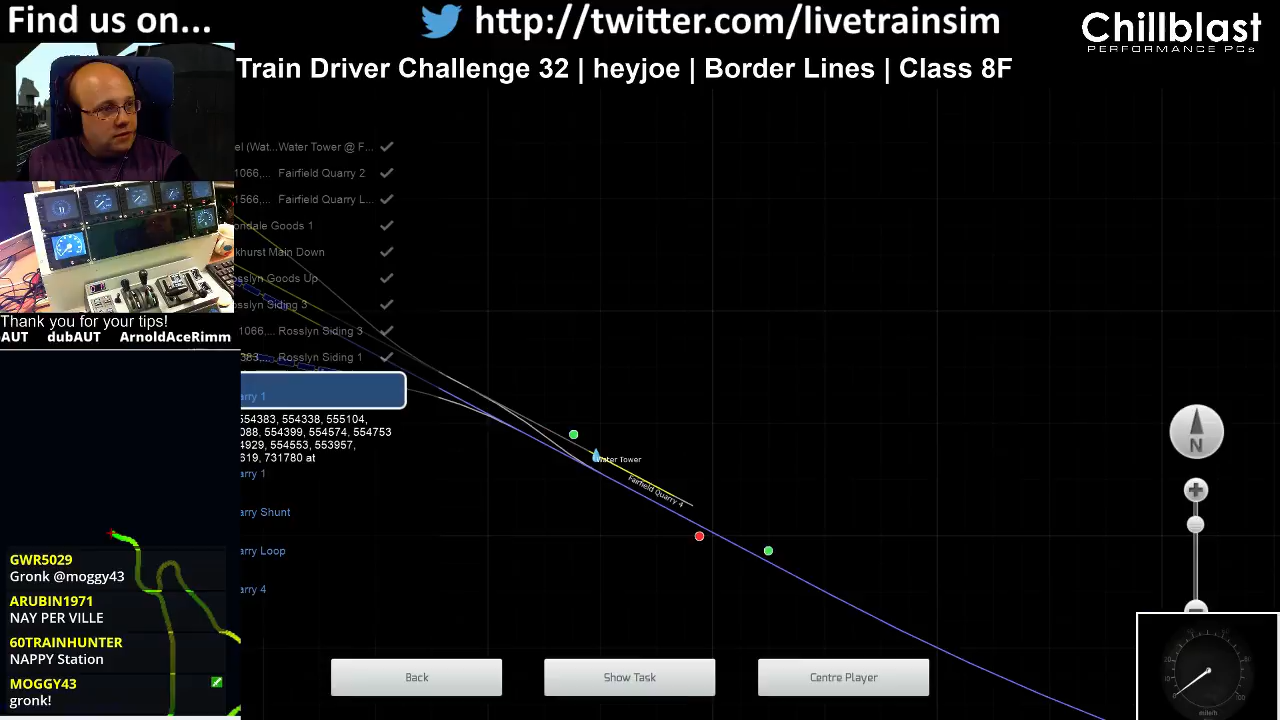 Find us on...
http://twitter.com/livetrainsim
Chillblast
PERFORMANCE PCs
Train Driver Challenge 32 | heyjoe | Border Lines | Class 8F
el (Wat...Water Tower @ F...
1066,... Fairfield Quarry 2
1566,... Fairfield Quarry L...
ondale Goods 1
khurst Main Down
osslyn Goods Up
osslyn Siding 3
1066,... Rosslyn Siding 3
383,... Rosslyn Siding 1
arry 1
554383, 554338, 555104,
088, 554399, 554574, 554753
4929, 554553, 553957,
619, 731780 at
arry 1
arry Shunt
arry Loop
arry 4
Water Tower
Fairfield Quarry 4
N
Thank you for your tips!
AUT dubAUT ArnoldAceRimm
GWR5029
Gronk @moggy43
ARUBIN1971
NAY PER VILLE
60TRAINHUNTER
NAPPY Station
MOGGY43
gronk!
Back
Show Task
Centre Player
mile/h